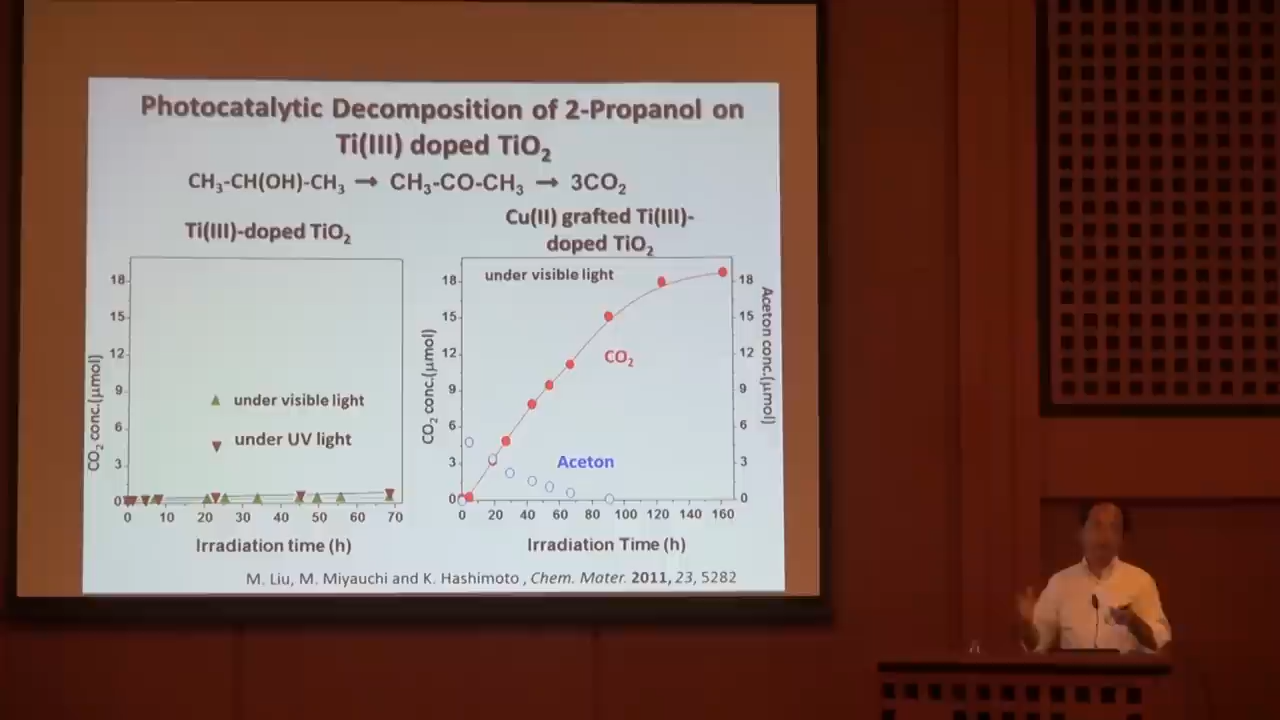 Photocatalytic Decomposition of 2-Propanol on
Ti(III) doped TiO₂
CH₃-CH(OH)-CH₃ → CH₃-CO-CH₃ → 3CO₂
Ti(III)-doped TiO₂
18
15
12
9
6
3
0
CO₂ conc.(μmol)
under visible light
under UV light
0 10 20 30 40 50 60 70
Irradiation time (h)
Cu(II) grafted Ti(III)-
doped TiO₂
under visible light
18
15
12
9
6
3
0
CO₂ conc.(μmol)
CO₂
Aceton
18
15
12
9
6
3
0
Aceton conc.(μmol)
0 20 40 60 80 100 120 140 160
Irradiation Time (h)
M. Liu, M. Miyauchi and K. Hashimoto , Chem. Mater. 2011, 23, 5282